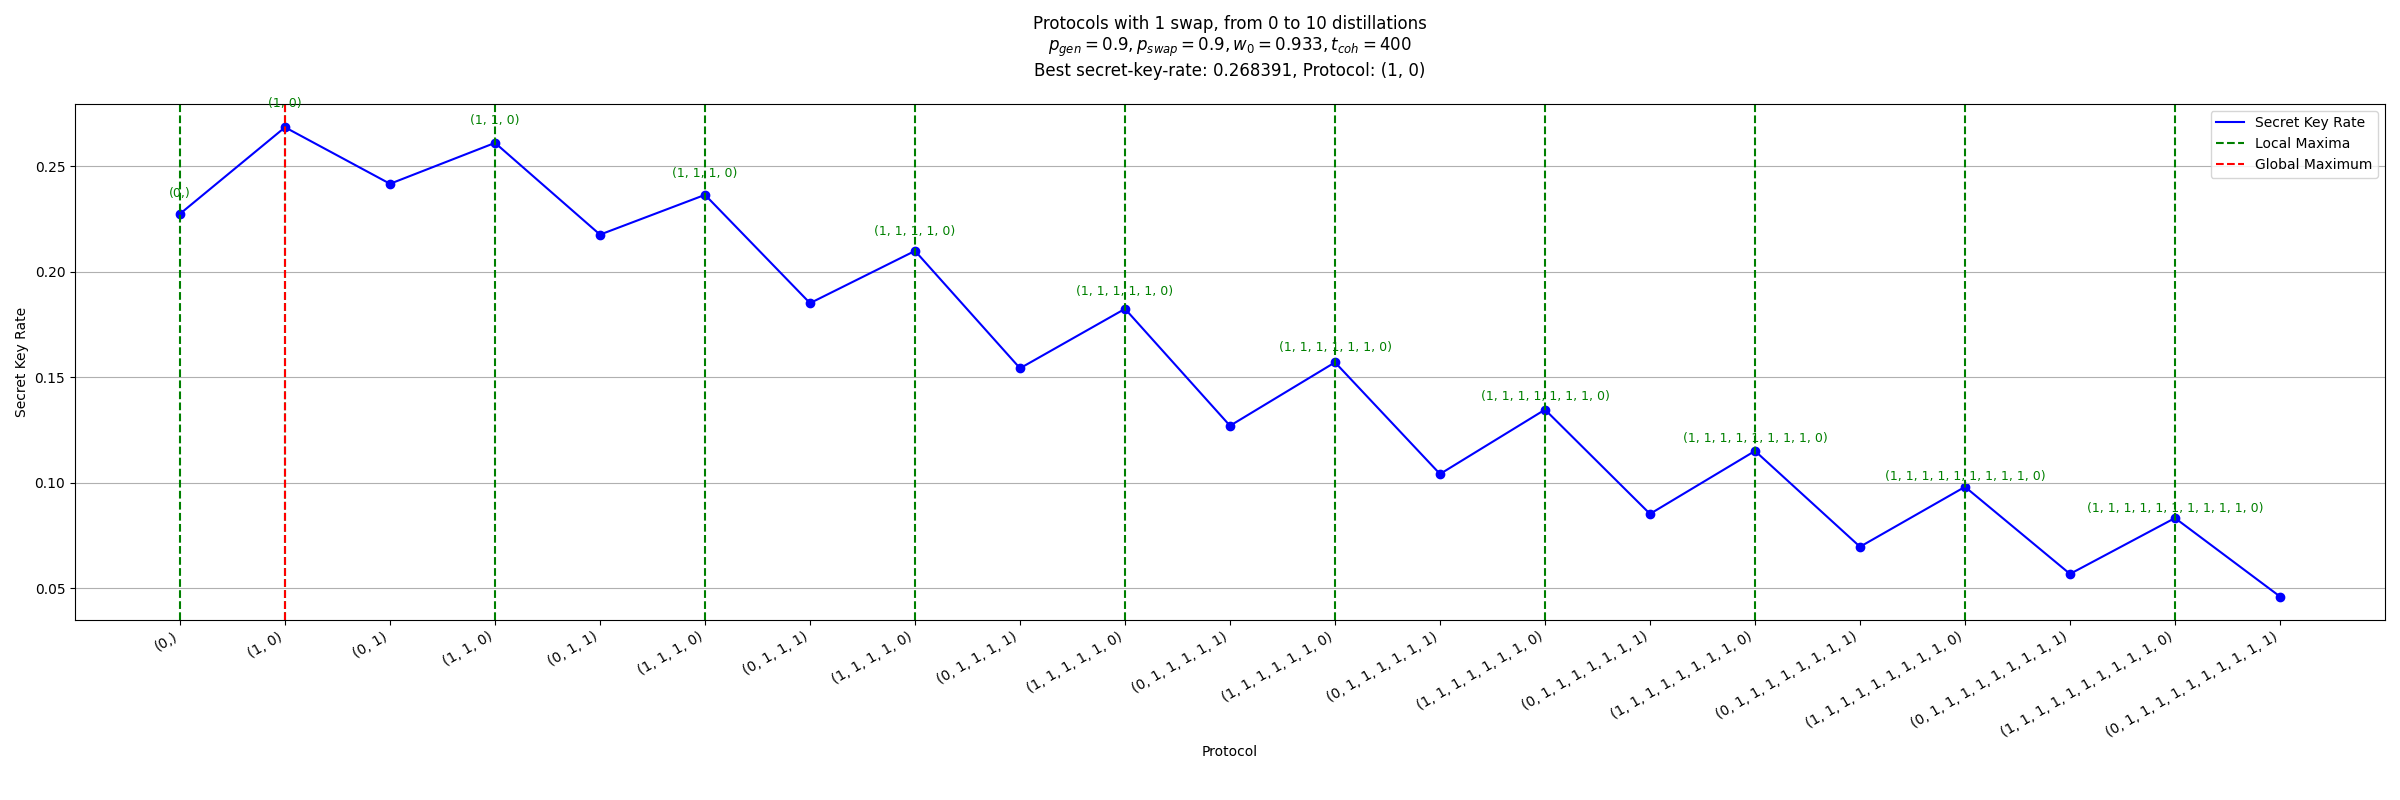 Protocols with 1 swap, from 0 to 10 distillations
p_gen = 0.9, p_swap = 0.9, w_0 = 0.933, t_coh = 400
Best secret-key-rate: 0.268391, Protocol: (1, 0)
Secret Key Rate
Local Maxima
Global Maximum
(0,)
(1, 0)
(1, 1, 0)
(1, 1, 1, 0)
(1, 1, 1, 1, 0)
(1, 1, 1, 1, 1, 0)
(1, 1, 1, 1, 1, 1, 0)
(1, 1, 1, 1, 1, 1, 1, 0)
(1, 1, 1, 1, 1, 1, 1, 1, 0)
(1, 1, 1, 1, 1, 1, 1, 1, 1, 0)
(1, 1, 1, 1, 1, 1, 1, 1, 1, 1, 0)
Secret Key Rate
0.25
0.20
0.15
0.10
0.05
(0,)
(1, 0)
(0, 1)
(1, 1, 0)
(0, 1, 1)
(1, 1, 1, 0)
(0, 1, 1, 1)
(1, 1, 1, 1, 0)
(0, 1, 1, 1, 1)
(1, 1, 1, 1, 1, 0)
(0, 1, 1, 1, 1, 1)
(1, 1, 1, 1, 1, 1, 0)
(0, 1, 1, 1, 1, 1, 1)
(1, 1, 1, 1, 1, 1, 1, 0)
(0, 1, 1, 1, 1, 1, 1, 1)
(1, 1, 1, 1, 1, 1, 1, 1, 0)
(0, 1, 1, 1, 1, 1, 1, 1, 1)
(1, 1, 1, 1, 1, 1, 1, 1, 1, 0)
(0, 1, 1, 1, 1, 1, 1, 1, 1, 1)
(1, 1, 1, 1, 1, 1, 1, 1, 1, 1, 0)
(0, 1, 1, 1, 1, 1, 1, 1, 1, 1, 1)
Protocol